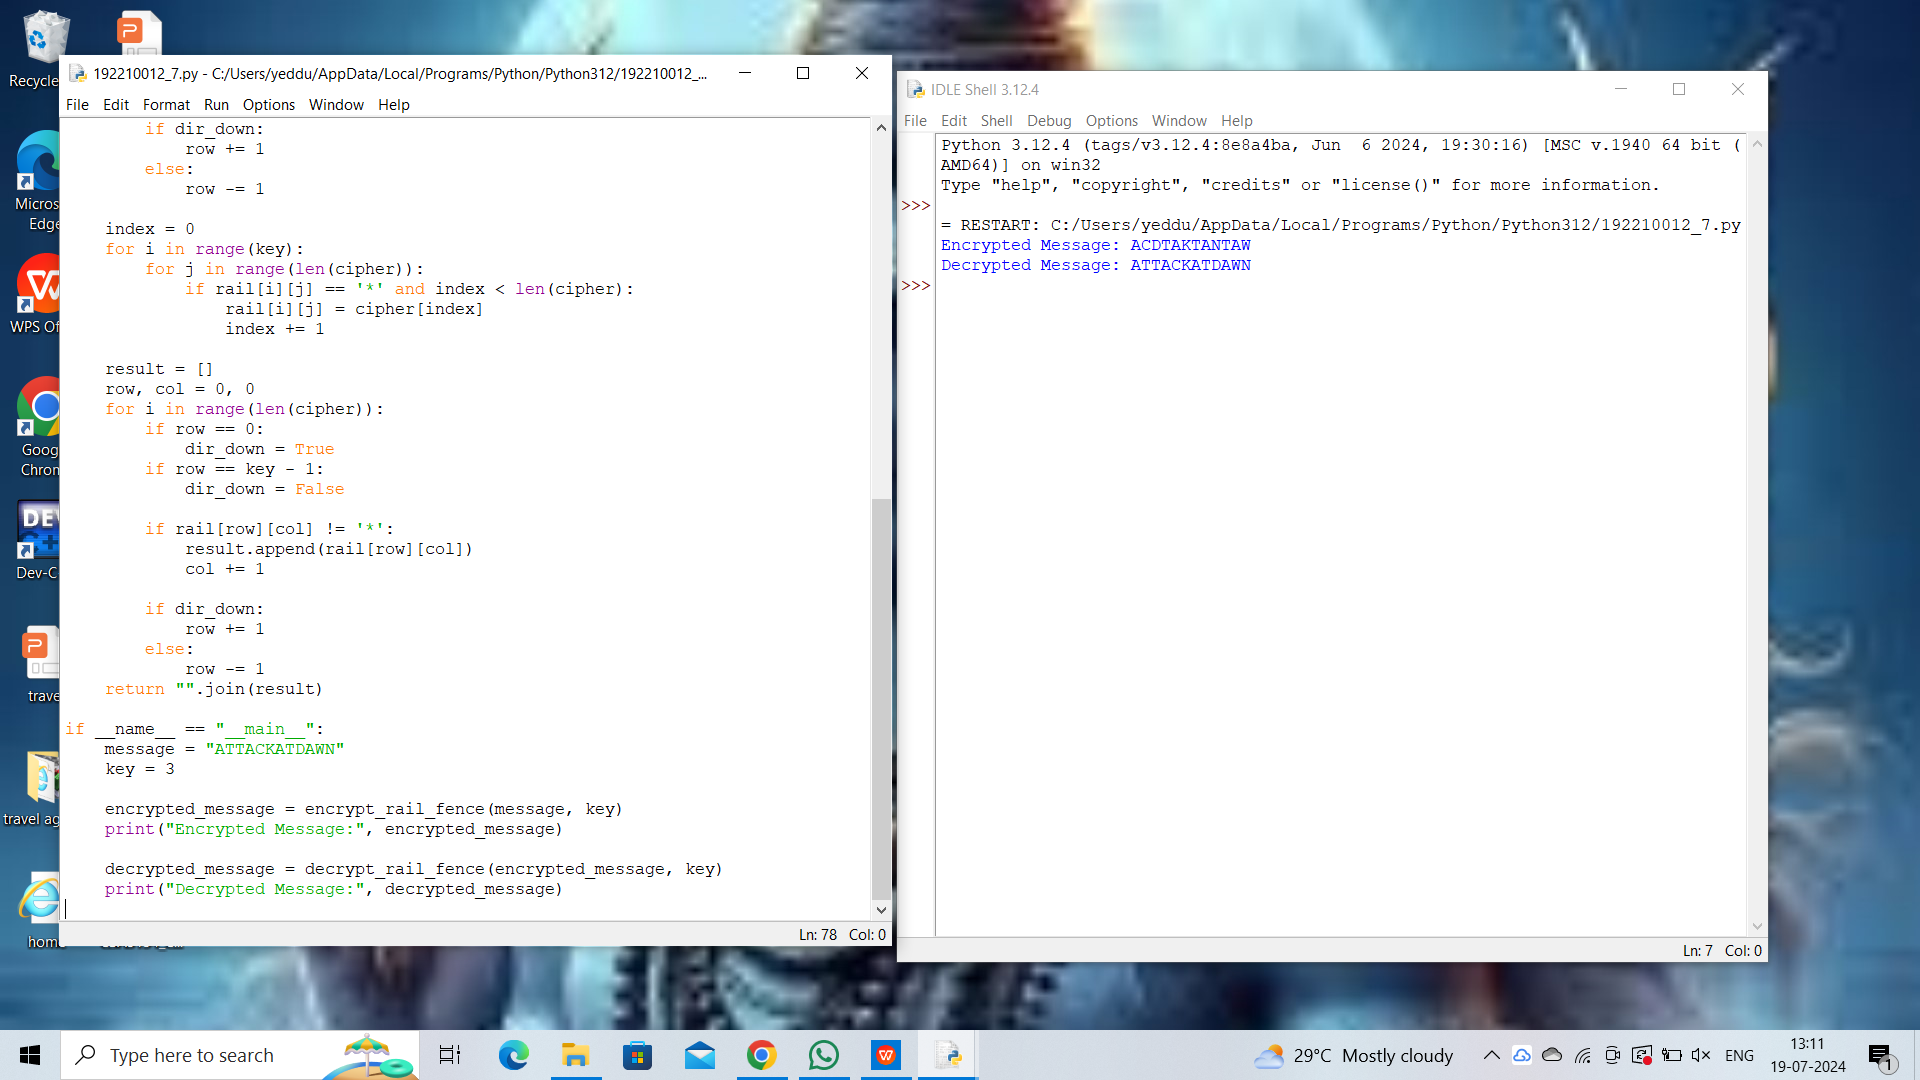 Recycle
Micros
Edge
WPS Of
Goog
Chron
DEV
C+
Dev-C
trave
travel ag
home
192210012_7.py - C:/Users/yeddu/AppData/Local/Programs/Python/Python312/192210012_...
File Edit Format Run Options Window Help
if dir_down:
row += 1
else:
row -= 1
index = 0
for i in range(key):
for j in range(len(cipher)):
if rail[i][j] == '*' and index < len(cipher):
rail[i][j] = cipher[index]
index += 1
result = []
row, col = 0, 0
for i in range(len(cipher)):
if row == 0:
dir_down = True
if row == key - 1:
dir_down = False
if rail[row][col] != '*':
result.append(rail[row][col])
col += 1
if dir_down:
row += 1
else:
row -= 1
return "".join(result)
if __name__ == "__main__":
message = "ATTACKATDAWN"
key = 3
encrypted_message = encrypt_rail_fence(message, key)
print("Encrypted Message:", encrypted_message)
decrypted_message = decrypt_rail_fence(encrypted_message, key)
print("Decrypted Message:", decrypted_message)
Ln: 78 Col: 0
IDLE Shell 3.12.4
File Edit Shell Debug Options Window Help
Python 3.12.4 (tags/v3.12.4:8e8a4ba, Jun  6 2024, 19:30:16) [MSC v.1940 64 bit (
AMD64)] on win32
Type "help", "copyright", "credits" or "license()" for more information.
>>>
= RESTART: C:/Users/yeddu/AppData/Local/Programs/Python/Python312/192210012_7.py
Encrypted Message: ACDTAKTANTAW
Decrypted Message: ATTACKATDAWN
>>>
Ln: 7 Col: 0
Type here to search
29°C Mostly cloudy
ENG
13:11
19-07-2024
1